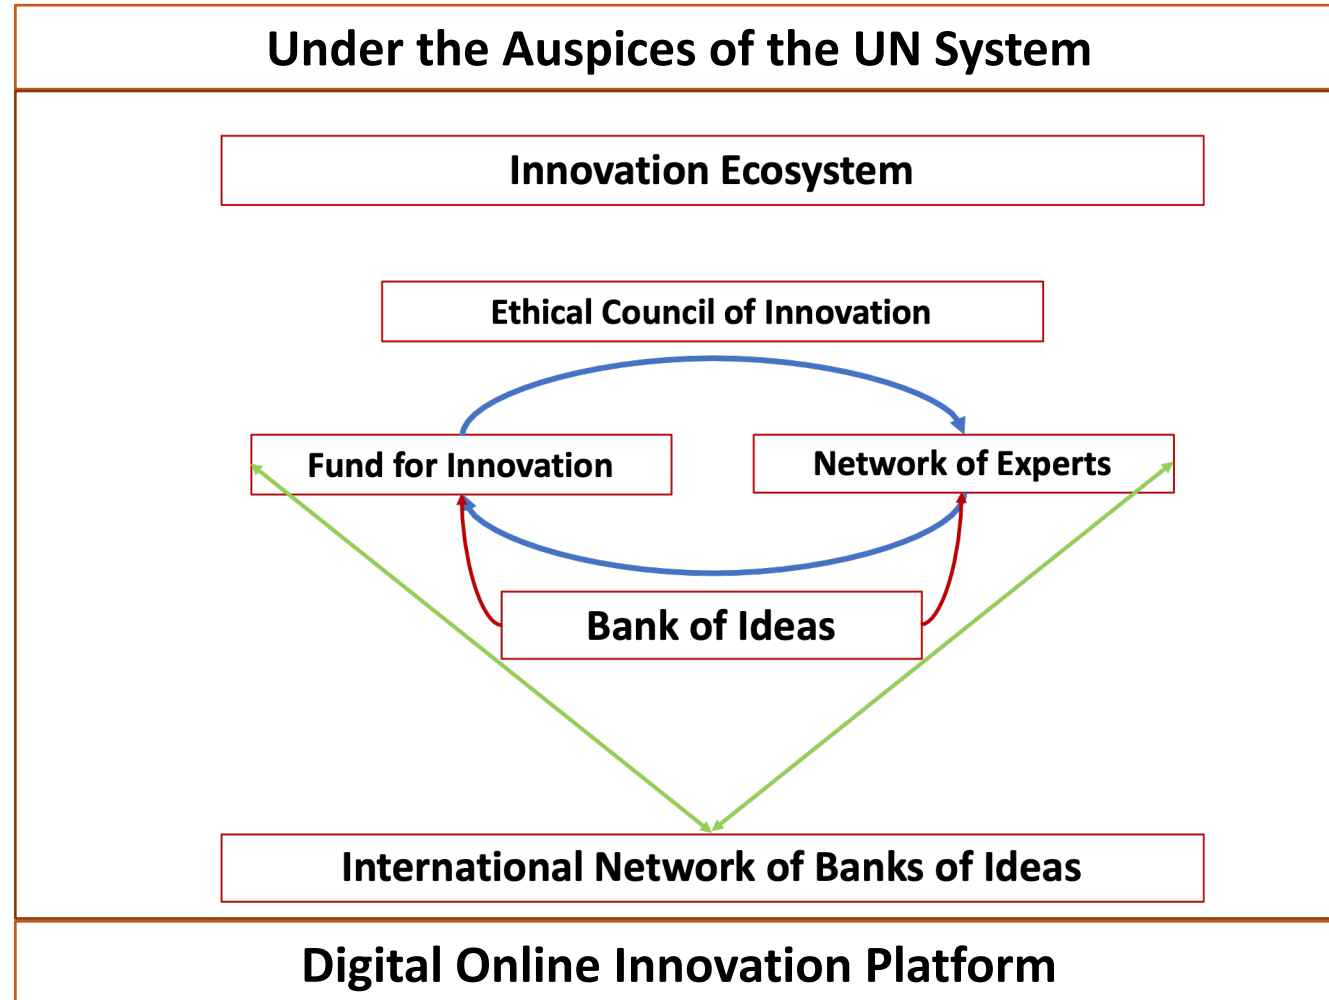 Under the Auspices of the UN System
Innovation Ecosystem
Ethical Council of Innovation
Fund for Innovation
Network of Experts
Bank of Ideas
International Network of Banks of Ideas
Digital Online Innovation Platform